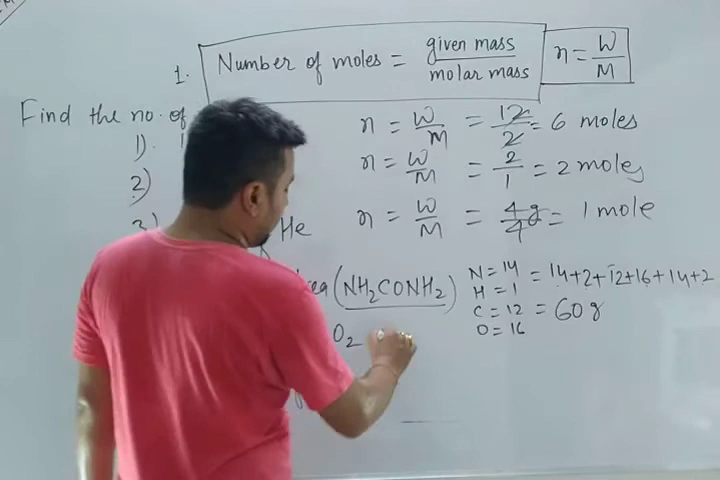 1. Number of moles = given mass / molar mass n = W/M
Find the no. of
1). n = W/M = 12/2 = 6 moles
2) n = W/M = 2/1 = 2 moles
3) He n = W/M = 4g/4 = 1 mole
(NH₂CONH₂) N = 14 = 14+2+12+16+14+2
H = 1
C = 12 = 60 g
O₂ O = 16